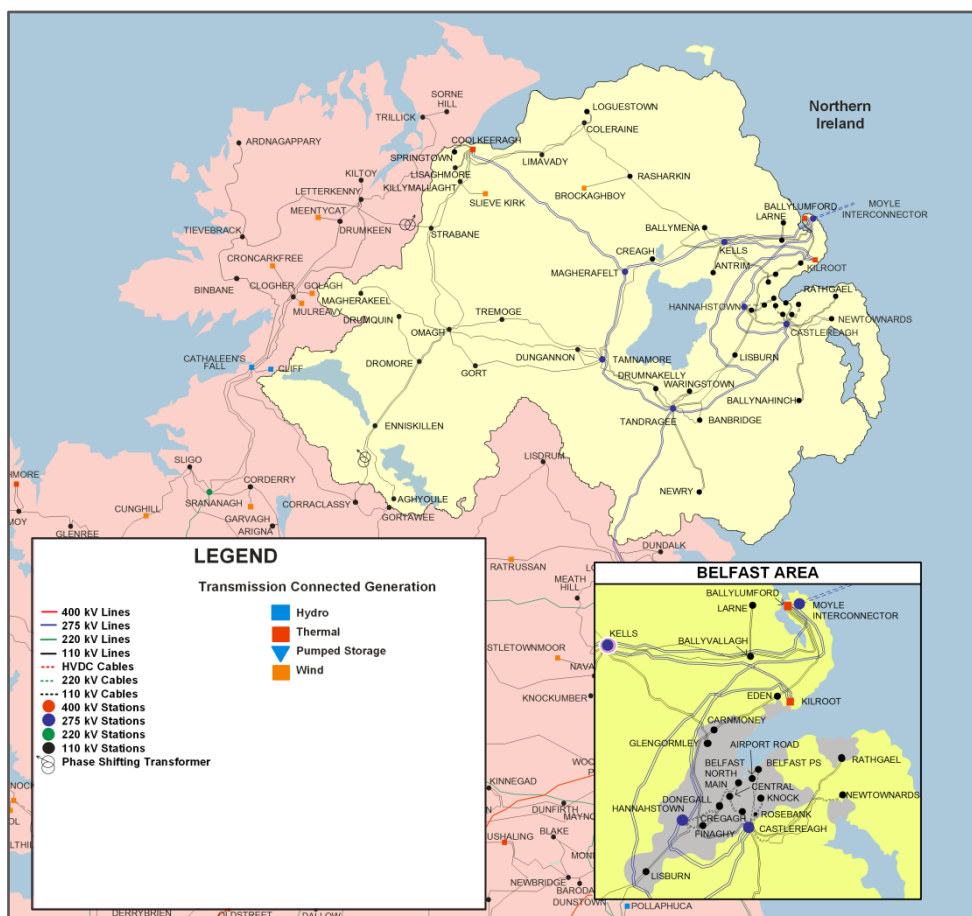 SORNE
HILL
TRILLICK
LOGUESTOWN
COLERAINE
Northern
Ireland
ARDNAGAPPARY
COOLKEERAGH
SPRINGTOWN
LIMAVADY
LISAGHMORE
KILTOY
KILLYMALLAGHT
RASHARKIN
LETTERKENNY
SLIEVE KIRK
BROCKAGHBOY
MEENTYCAT
DRUMKEEN
STRABANE
BALLYLUMFORD
LARNE
MOYLE
INTERCONNECTOR
TIEVEBRACK
BALLYMENA
KELLS
CREAGH
CRONCARKFREE
MAGHERAFELT
ANTRIM
KILROOT
BINBANE
CLOGHER
GOLAGH
MAGHERAKEEL
RATHGAEL
MULREAVY
HANNAHSTOWN
DRUMQUIN
TREMOGE
NEWTOWNARDS
OMAGH
CASTLEREAGH
CATHALEEN'S
FALL
CLIFF
DROMORE
GORT
DUNGANNON
TAMNAMORE
LISBURN
DRUMNAKELLY
WARINGSTOWN
BALLYNAHINCH
TANDRAGEE
BANBRIDGE
ENNISKILLEN
SLIGO
LISDRUM
HMORE
CORDERRY
SRANANAGH
CORRACLASSY
AGHYOULE
NEWRY
CUNGHILL
GARVAGH
GORTAWEE
MOY
GLENREE
ARIGNA
DUNDALK
RATRUSSAN
MEATH
HILL
STLETOWNMOOR
NAVA
KNOCKUMBER
KINNEGAD
DUNFIRTH
MAYNO
USHALING
BLAKE
NEWBRIDGE
BARODA
DUNSTOWN
POLLAPHUCA
DERRYBRIEN
OLDSTREET
DALLOW
LEGEND
Transmission Connected Generation
400 kV Lines
275 kV Lines
220 kV Lines
110 kV Lines
HVDC Cables
220 kV Cables
110 kV Cables
400 kV Stations
275 kV Stations
220 kV Stations
110 kV Stations
Phase Shifting Transformer
Hydro
Thermal
Pumped Storage
Wind
BELFAST AREA
BALLYLUMFORD
LARNE
MOYLE
INTERCONNECTOR
KELLS
BALLYVALLAGH
EDEN
KILROOT
CARNMONEY
GLENGORMLEY
AIRPORT ROAD
BELFAST
NORTH
MAIN
BELFAST PS
RATHGAEL
CENTRAL
DONEGALL
KNOCK
NEWTOWNARDS
HANNAHSTOWN
CREGAGH
ROSEBANK
FINAGHY
CASTLEREAGH
LISBURN